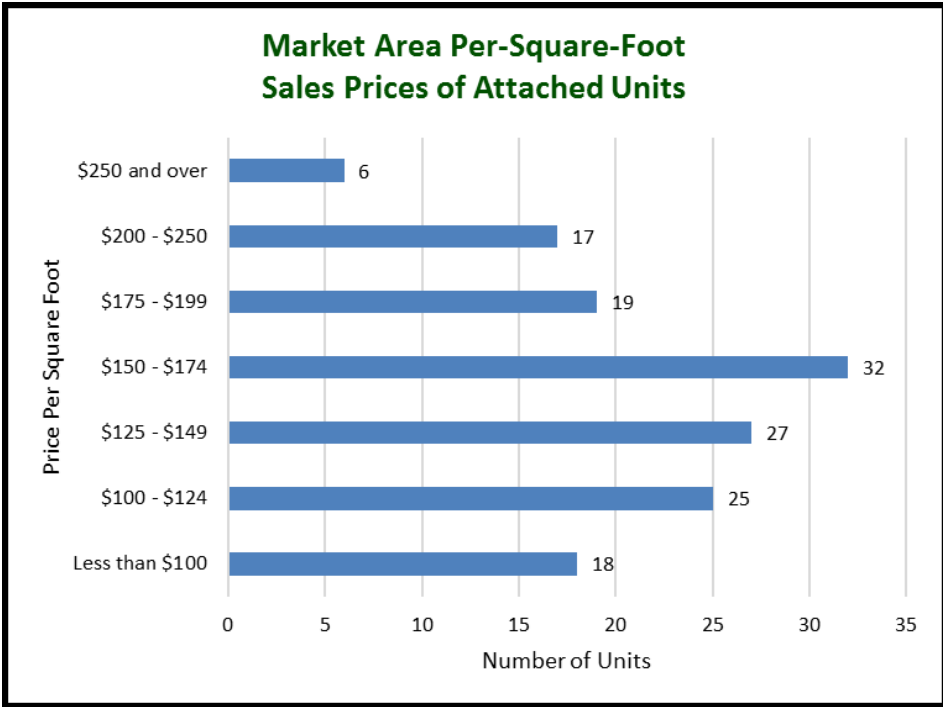 Market Area Per-Square-Foot
Sales Prices of Attached Units
Price Per Square Foot
$250 and over
6
$200 - $250
17
$175 - $199
19
$150 - $174
32
$125 - $149
27
$100 - $124
25
Less than $100
18
0 5 10 15 20 25 30 35
Number of Units